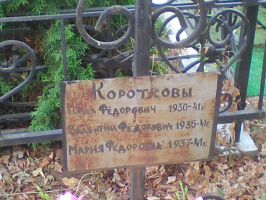 КОРОТКОВЫ
ФЕДОРОВИЧ 1930-41г.
ВАЛЕНТИН ФЕДОРОВИЧ 1935-41г.
МАРИЯ ФЕДОРОВНА 1937-41г.